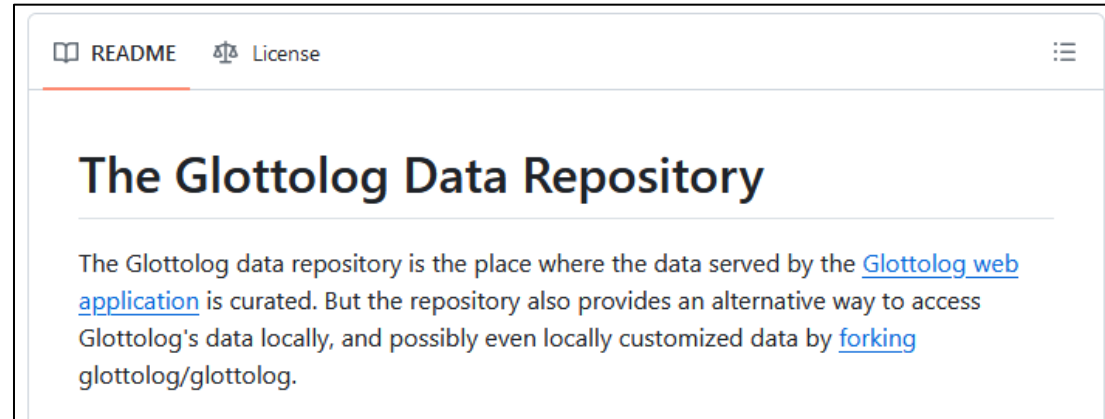 README License
The Glottolog Data Repository
The Glottolog data repository is the place where the data served by the Glottolog web
application is curated. But the repository also provides an alternative way to access
Glottolog's data locally, and possibly even locally customized data by forking
glottolog/glottolog.